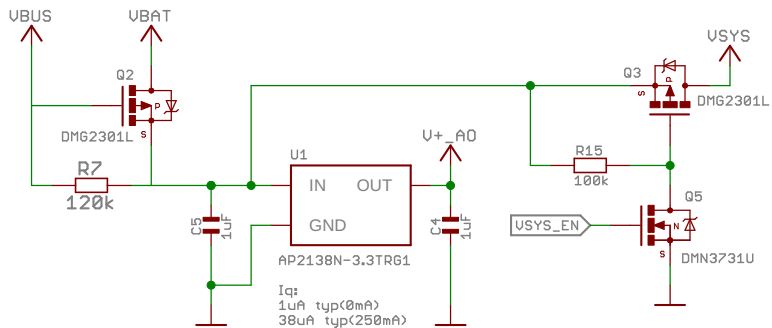 VBUS
VBAT
VSYS
Q2
P
S
DMG2301L
Q3
P
S
DMG2301L
R7
120k
U1
IN
OUT
GND
AP2138N-3.3TRG1
V+_AO
C5
1uF
C4
1uF
R15
100k
Q5
N
S
DMN3731U
VSYS_EN
Iq:
1uA typ(0mA)
38uA typ(250mA)